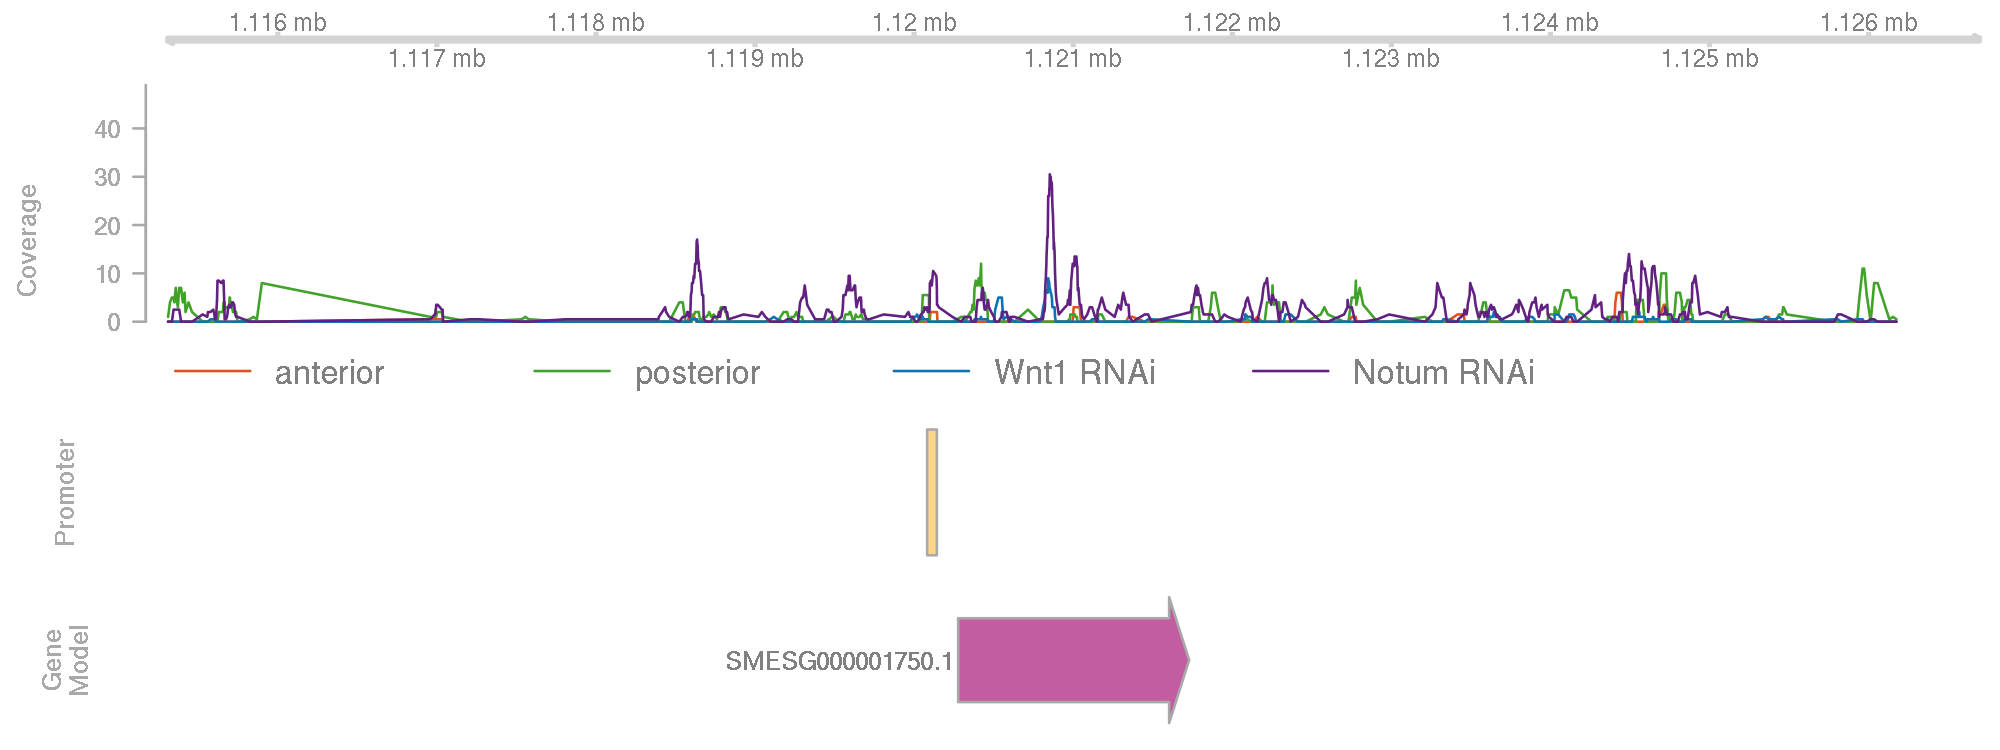 1.116 mb 1.118 mb 1.12 mb 1.122 mb 1.124 mb 1.126 mb
1.117 mb 1.119 mb 1.121 mb 1.123 mb 1.125 mb
Coverage
40
30
20
10
0
anterior posterior Wnt1 RNAi Notum RNAi
Promoter
Gene
Model
SMESG000001750.1